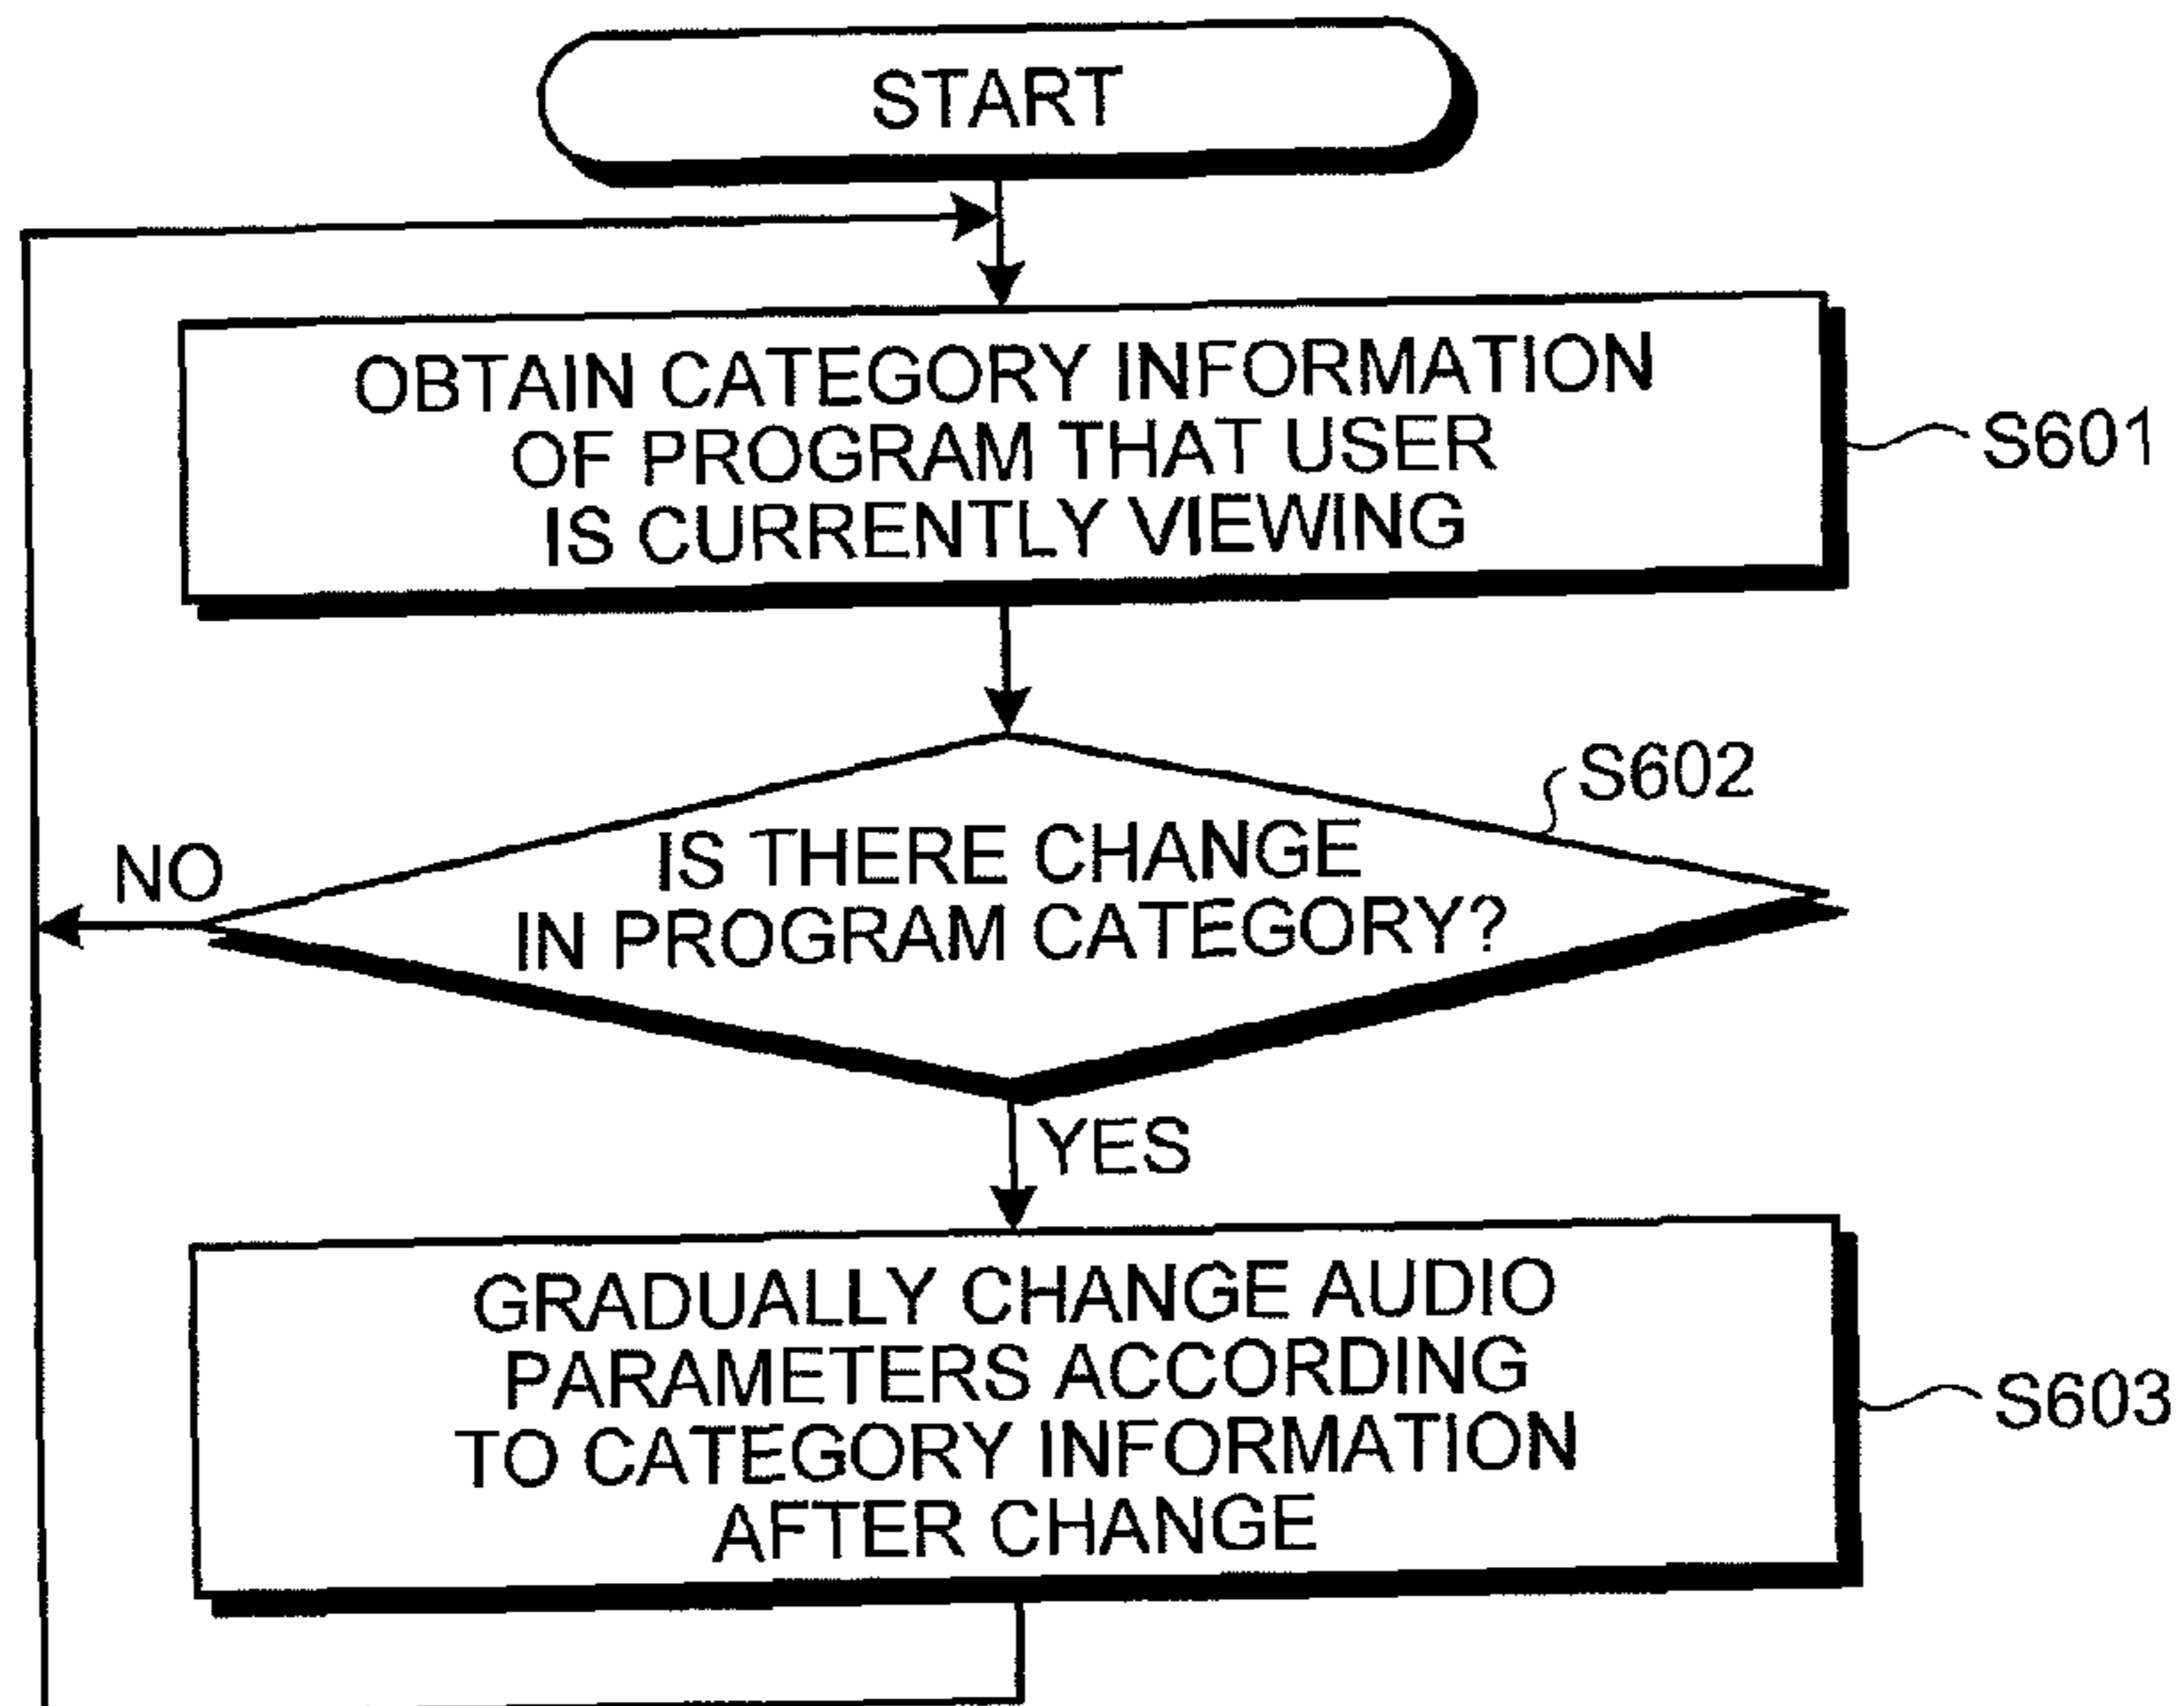 START
OBTAIN CATEGORY INFORMATION
OF PROGRAM THAT USER
IS CURRENTLY VIEWING
S601
S602
IS THERE CHANGE
IN PROGRAM CATEGORY?
NO
YES
GRADUALLY CHANGE AUDIO
PARAMETERS ACCORDING
TO CATEGORY INFORMATION
AFTER CHANGE
S603